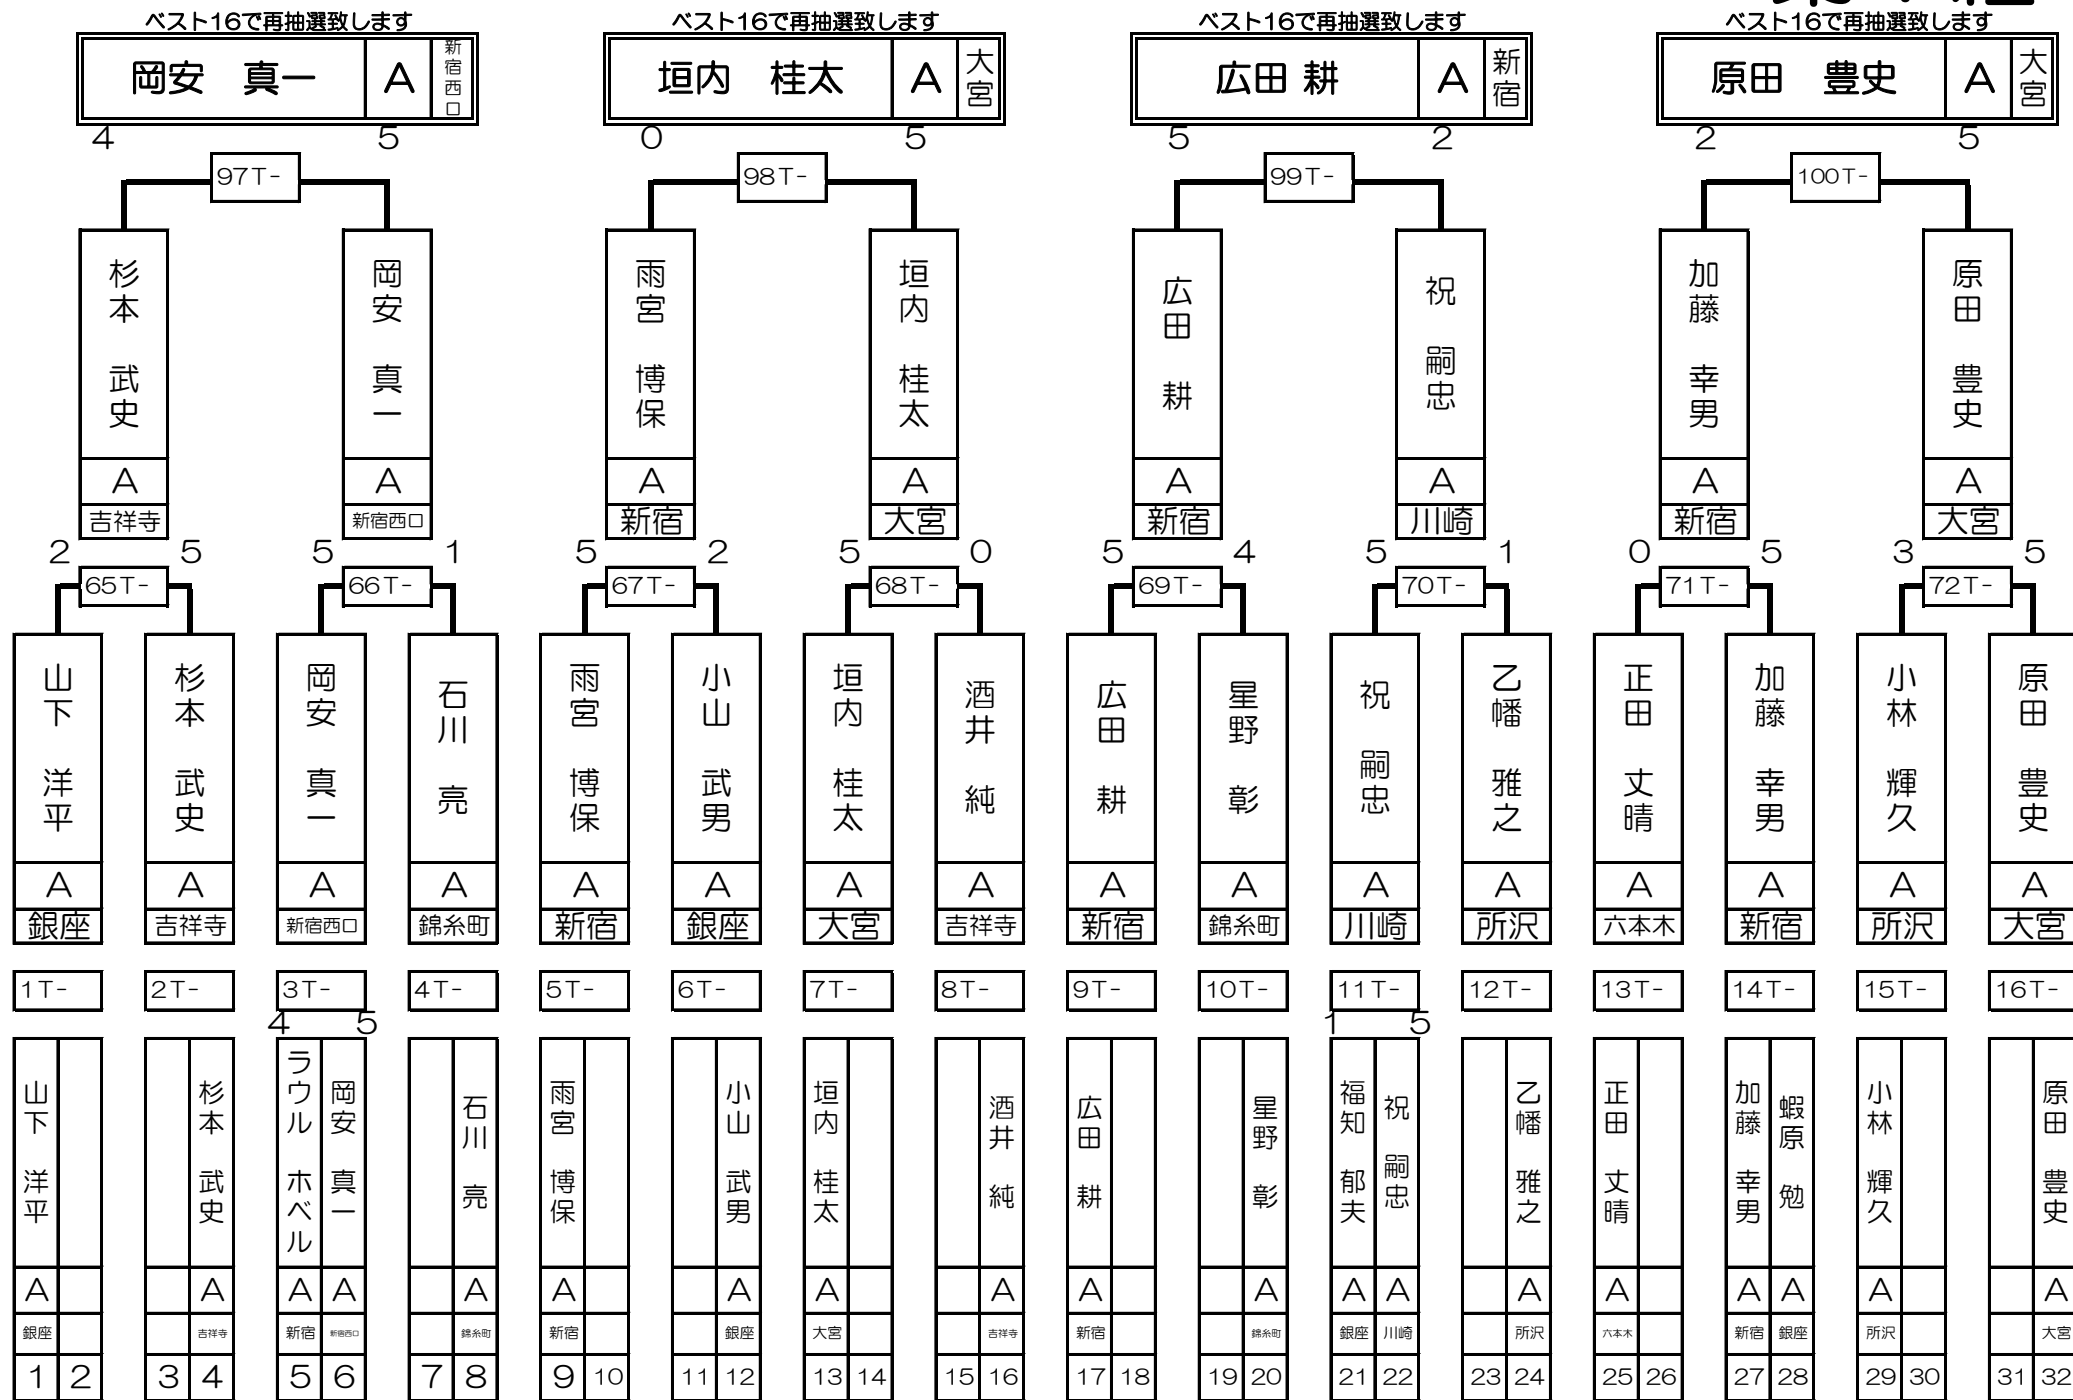 ベスト16で再抽選致します ベスト16で再抽選致します ベスト16で再抽選致します ベスト16で再抽選致します
岡安 真一 A 新宿西口 垣内 桂太 A 大宮 広田 耕 A 新宿 原田 豊史 A 大宮
4 5 0 5 5 2 2 5
97T- 98T- 99T- 100T-
杉本 武史 岡安 真一 雨宮 博保 垣内 桂太 広田 耕 祝 嗣忠 加藤 幸男 原田 豊史
A A A A A A A A
吉祥寺 新宿西口 新宿 大宮 新宿 川崎 新宿 大宮
2 5 5 1 5 2 5 0 5 4 5 1 0 5 3 5
65T- 66T- 67T- 68T- 69T- 70T- 71T- 72T-
山下 洋平 杉本 武史 岡安 真一 石川 亮 雨宮 博保 小山 武男 垣内 桂太 酒井 純 広田 耕 星野 彰 祝 嗣忠 乙幡 雅之 正田 丈晴 加藤 幸男 小林 輝久 原田 豊史
A A A A A A A A A A A A A A A A
銀座 吉祥寺 新宿西口 錦糸町 新宿 銀座 大宮 吉祥寺 新宿 錦糸町 川崎 所沢 六本木 新宿 所沢 大宮
1T- 2T- 3T- 4T- 5T- 6T- 7T- 8T- 9T- 10T- 11T- 12T- 13T- 14T- 15T- 16T-
4 5 1 5
山下 洋平 杉本 武史 ラウル ホベル 岡安 真一 石川 亮 雨宮 博保 小山 武男 垣内 桂太 酒井 純 広田 耕 星野 彰 福知 郁夫 祝 嗣忠 乙幡 雅之 正田 丈晴 加藤 幸男 蝦原 勉 小林 輝久 原田 豊史
A A A A A A A A A A A A A A A A A A A
銀座 吉祥寺 新宿 新宿西口 錦糸町 新宿 銀座 大宮 吉祥寺 新宿 錦糸町 銀座 川崎 所沢 六本木 新宿 銀座 所沢 大宮
1 2 3 4 5 6 7 8 9 10 11 12 13 14 15 16 17 18 19 20 21 22 23 24 25 26 27 28 29 30 31 32